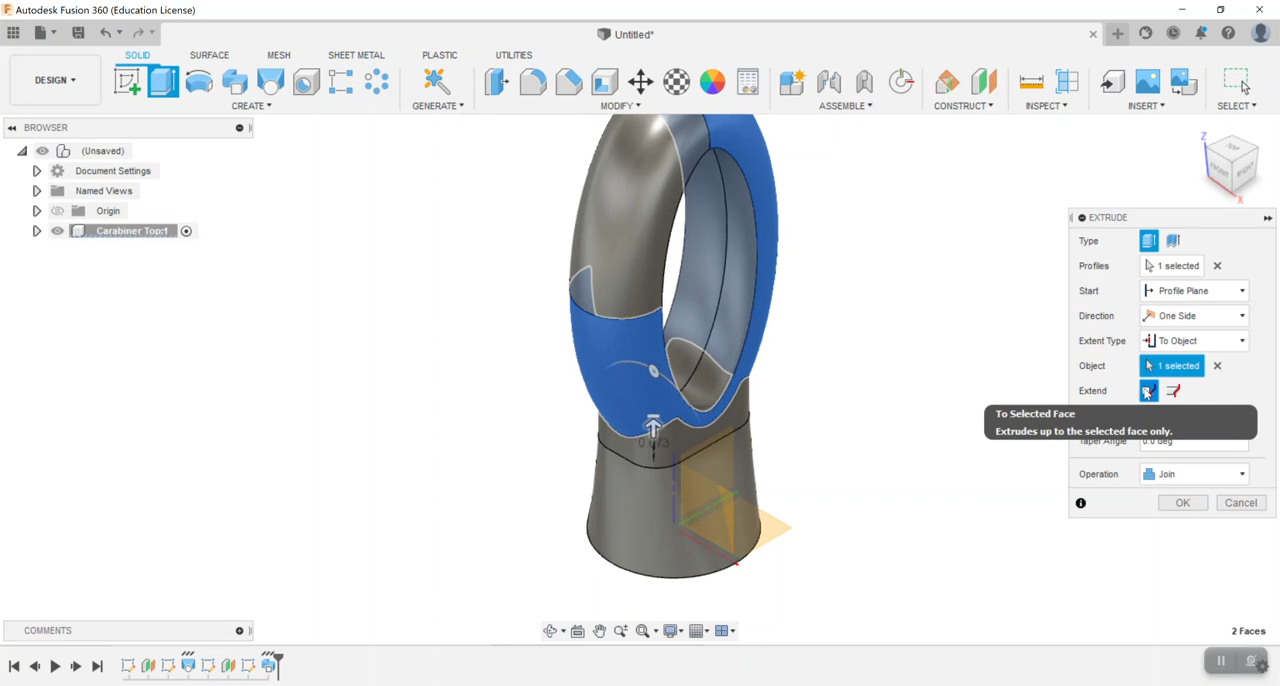 Autodesk Fusion 360 (Education License)
Untitled*
SOLID SURFACE MESH SHEET METAL PLASTIC UTILITIES
DESIGN
CREATE GENERATE MODIFY ASSEMBLE CONSTRUCT INSPECT INSERT SELECT
BROWSER
(Unsaved)
Document Settings
Named Views
Origin
Carabiner Top:1
Z
TOP
FRONT
RIGHT
X
EXTRUDE
Type
Profiles 1 selected
Start Profile Plane
Direction One Side
Extent Type To Object
Object 1 selected
Extend
To Selected Face
Extrudes up to the selected face only.
Taper Angle 0.0 deg
Operation Join
OK Cancel
COMMENTS
2 Faces